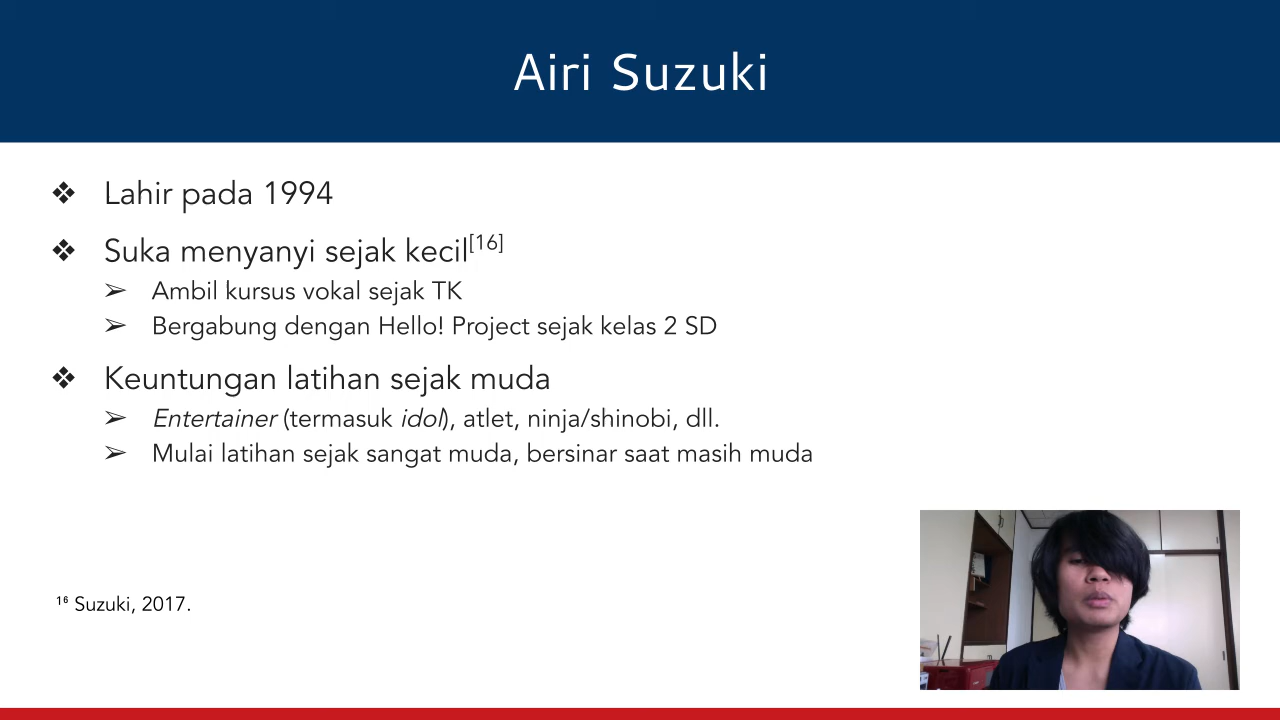 Airi Suzuki
❖ Lahir pada 1994
❖ Suka menyanyi sejak kecil[16]
➢ Ambil kursus vokal sejak TK
➢ Bergabung dengan Hello! Project sejak kelas 2 SD
❖ Keuntungan latihan sejak muda
➢ Entertainer (termasuk idol), atlet, ninja/shinobi, dll.
➢ Mulai latihan sejak sangat muda, bersinar saat masih muda
¹⁶ Suzuki, 2017.